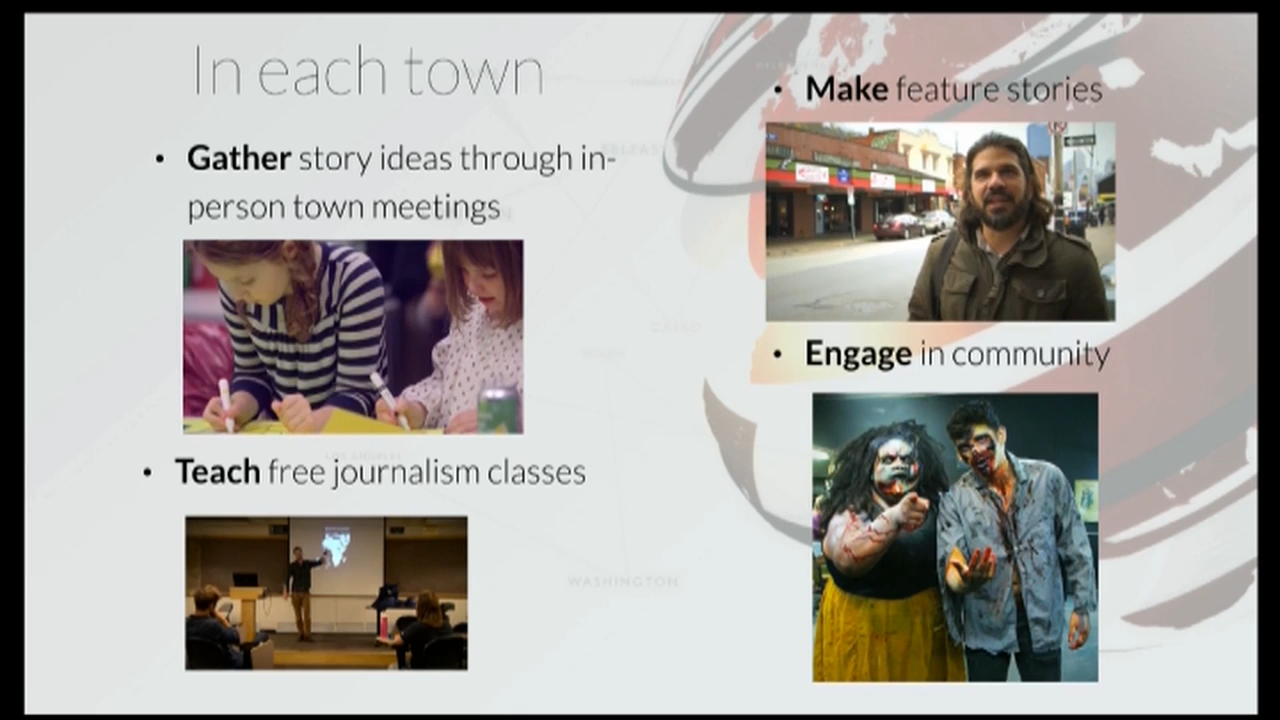 In each town
• Gather story ideas through in-
person town meetings
• Teach free journalism classes
• Make feature stories
• Engage in community
WASHINGTON